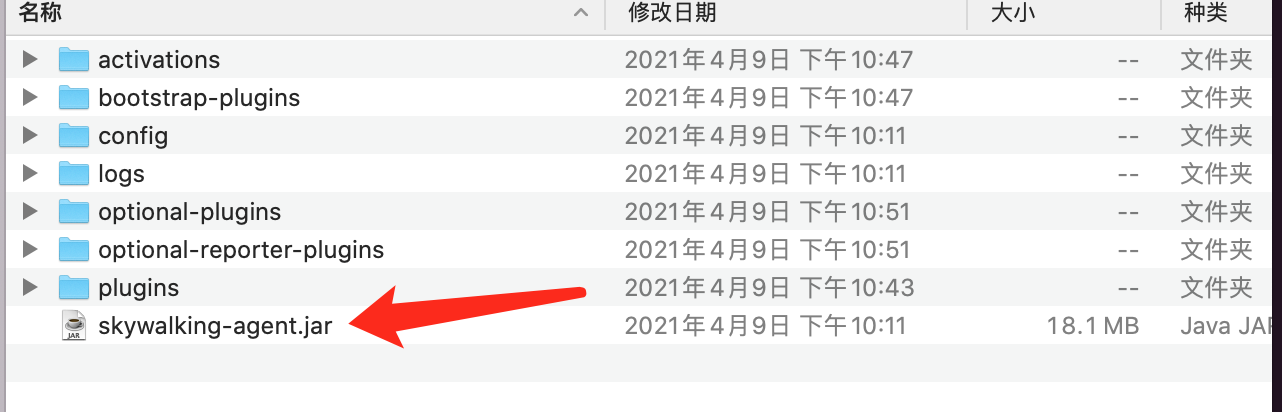 名称 修改日期 大小 种类
activations 2021年4月9日 下午10:47 -- 文件夹
bootstrap-plugins 2021年4月9日 下午10:47 -- 文件夹
config 2021年4月9日 下午10:11 -- 文件夹
logs 2021年4月9日 下午10:11 -- 文件夹
optional-plugins 2021年4月9日 下午10:51 -- 文件夹
optional-reporter-plugins 2021年4月9日 下午10:51 -- 文件夹
plugins 2021年4月9日 下午10:43 -- 文件夹
JAR skywalking-agent.jar 2021年4月9日 下午10:11 18.1 MB Java JAR